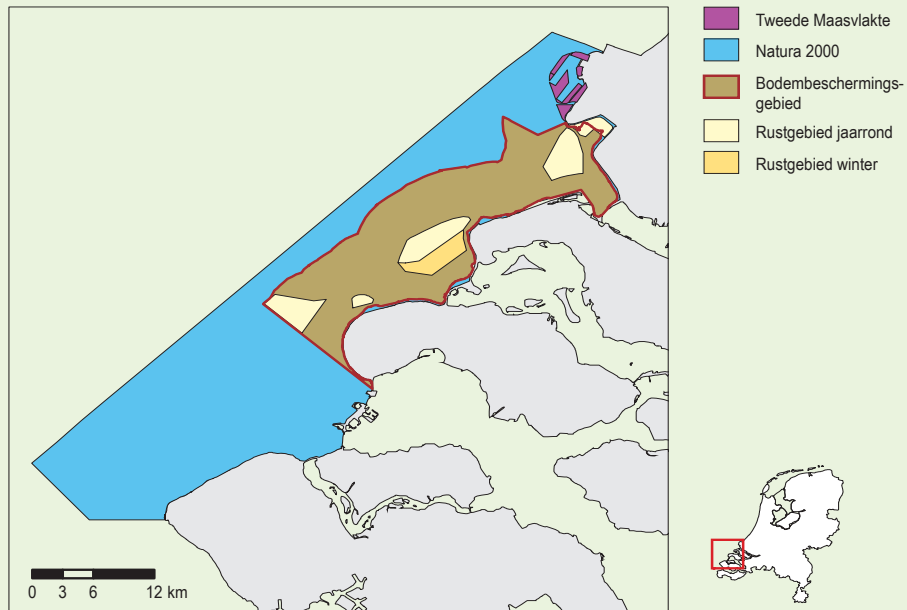 Tweede Maasvlakte
Natura 2000
Bodembeschermings-
gebied
Rustgebied jaarrond
Rustgebied winter
0 3 6 12 km